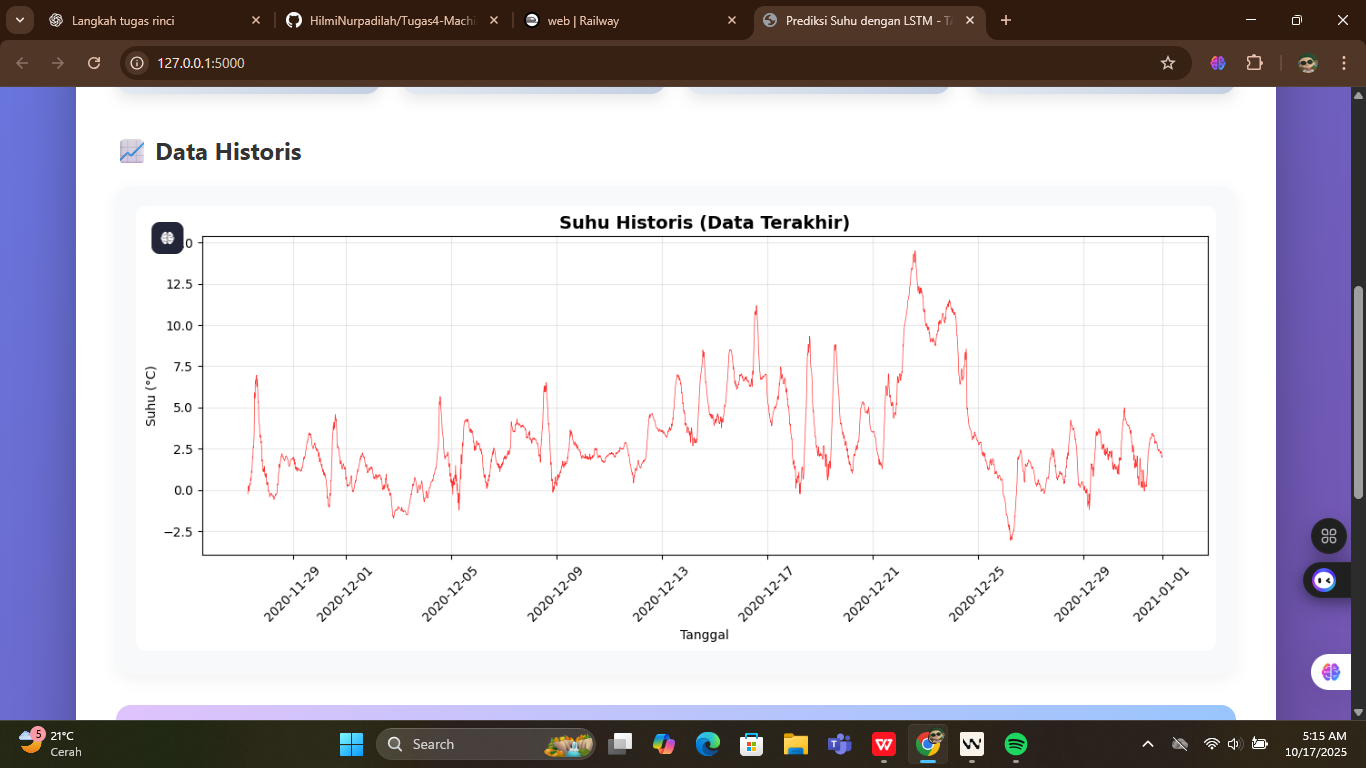 Langkah tugas rinci
HilmiNurpadilah/Tugas4-Machi
web | Railway
Prediksi Suhu dengan LSTM - TA
127.0.0.1:5000
Data Historis
Suhu Historis (Data Terakhir)
12.5
10.0
7.5
5.0
2.5
0.0
−2.5
Suhu (°C)
2020-11-29
2020-12-01
2020-12-05
2020-12-09
2020-12-13
2020-12-17
2020-12-21
2020-12-25
2020-12-29
2021-01-01
Tanggal
5
21°C
Cerah
Search
5:15 AM
10/17/2025